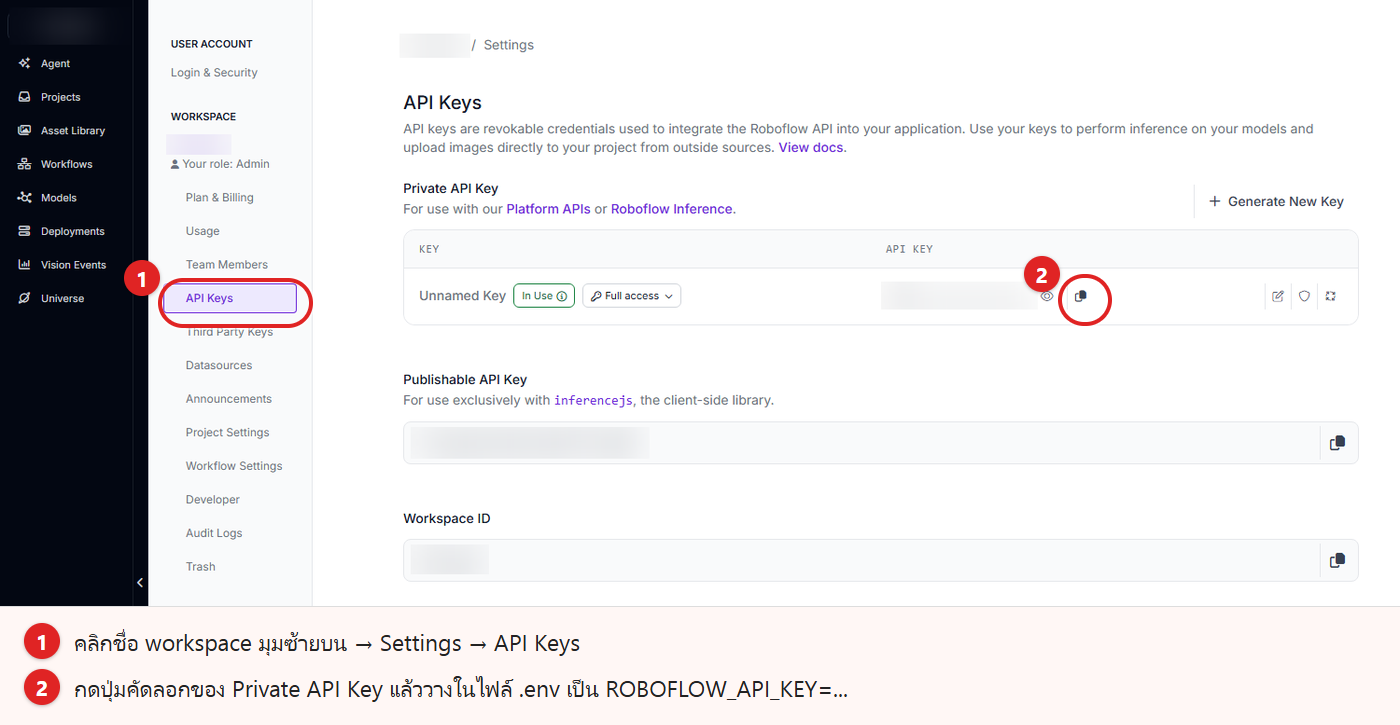 Agent
Projects
Asset Library
Workflows
Models
Deployments
Vision Events
Universe
USER ACCOUNT
Login & Security
WORKSPACE
Your role: Admin
Plan & Billing
Usage
Team Members
1
API Keys
Third Party Keys
Datasources
Announcements
Project Settings
Workflow Settings
Developer
Audit Logs
Trash
/ Settings
API Keys
API keys are revokable credentials used to integrate the Roboflow API into your application. Use your keys to perform inference on your models and
upload images directly to your project from outside sources. View docs.
Private API Key
For use with our Platform APIs or Roboflow Inference.
+ Generate New Key
KEY API KEY
2
Unnamed Key In Use Full access
Publishable API Key
For use exclusively with inferencejs, the client-side library.
Workspace ID
1 คลิกชื่อ workspace มุมซ้ายบน → Settings → API Keys
2 กดปุ่มคัดลอกของ Private API Key แล้ววางในไฟล์ .env เป็น ROBOFLOW_API_KEY=...